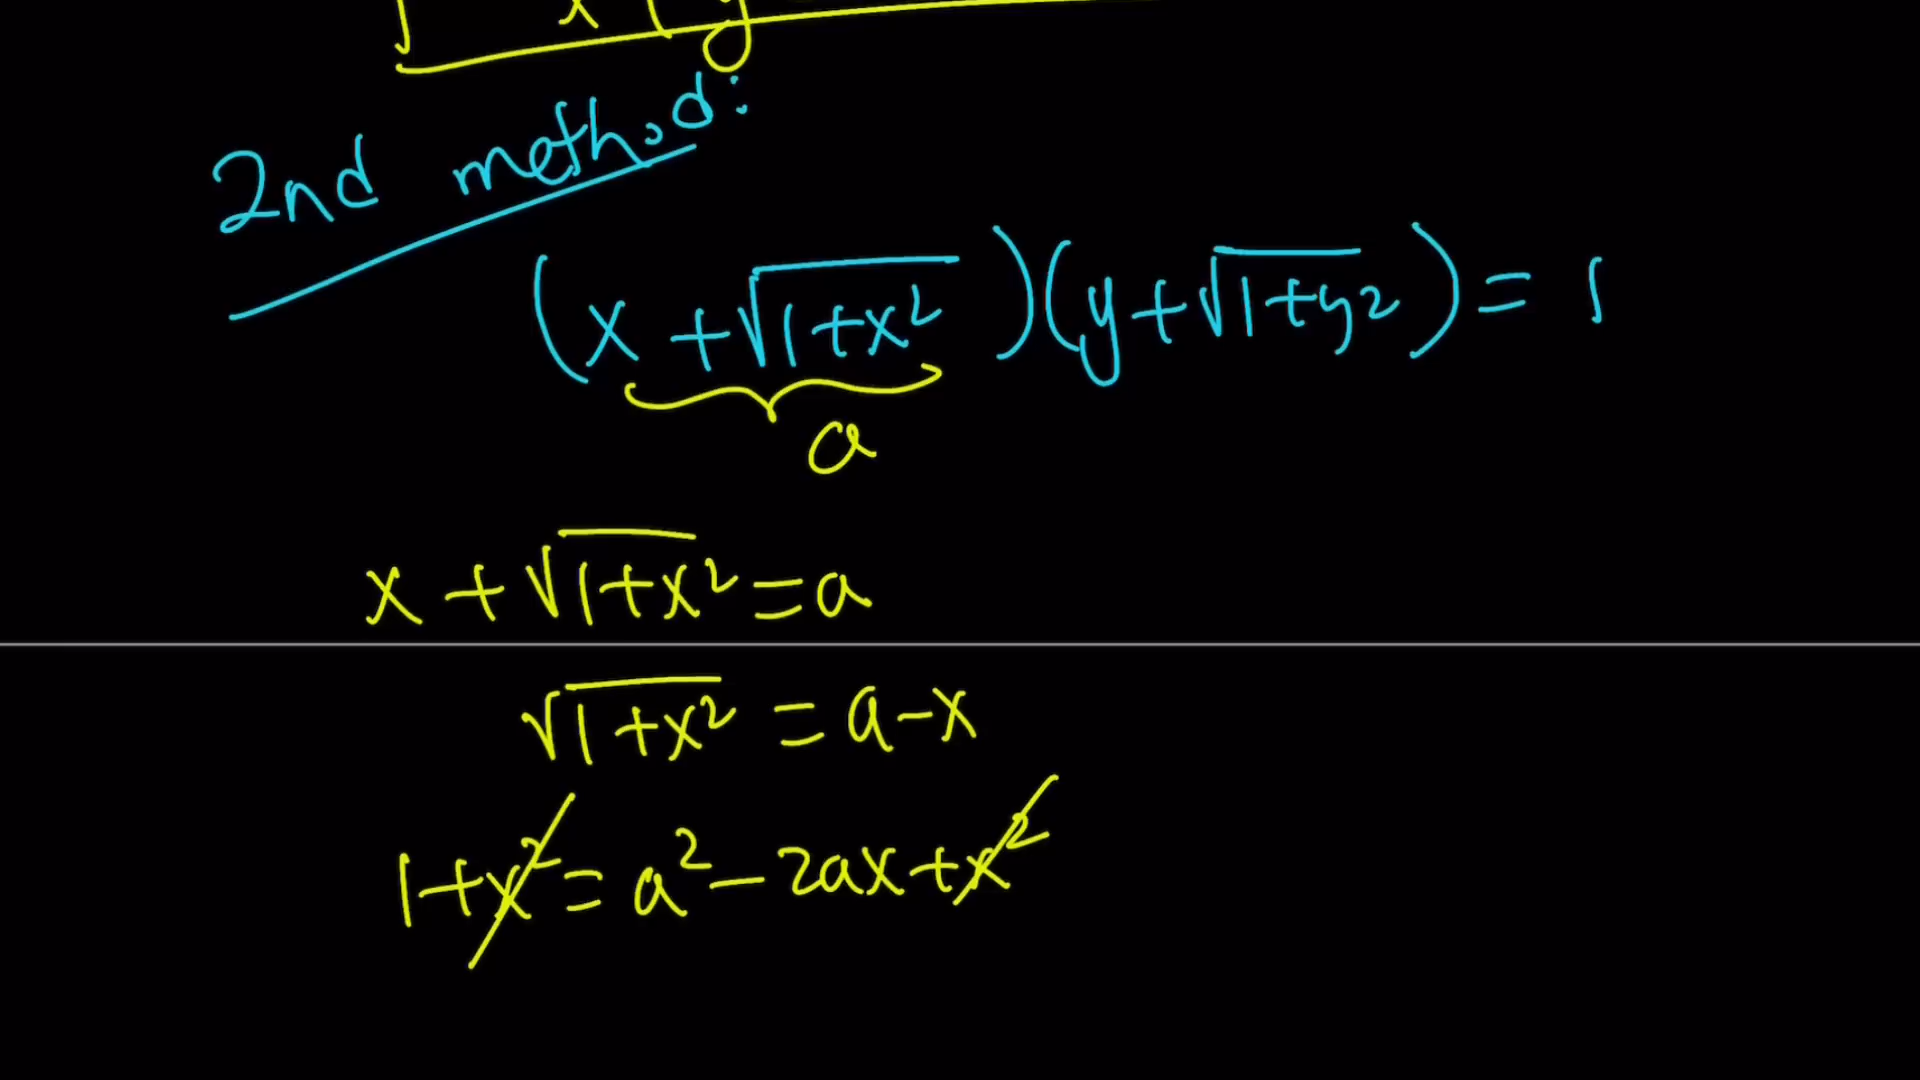 x + y
2nd method:
(x + √1+x²)(y + √1+y²) = 1
a
x + √1+x² = a
√1+x² = a - x
1 + x² = a² - 2ax + x²